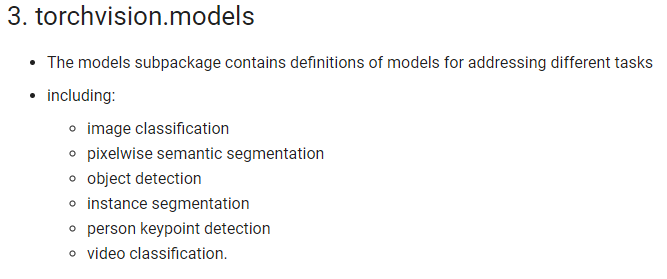 3. torchvision.models
• The models subpackage contains definitions of models for addressing different tasks
• including:
◦ image classification
◦ pixelwise semantic segmentation
◦ object detection
◦ instance segmentation
◦ person keypoint detection
◦ video classification.